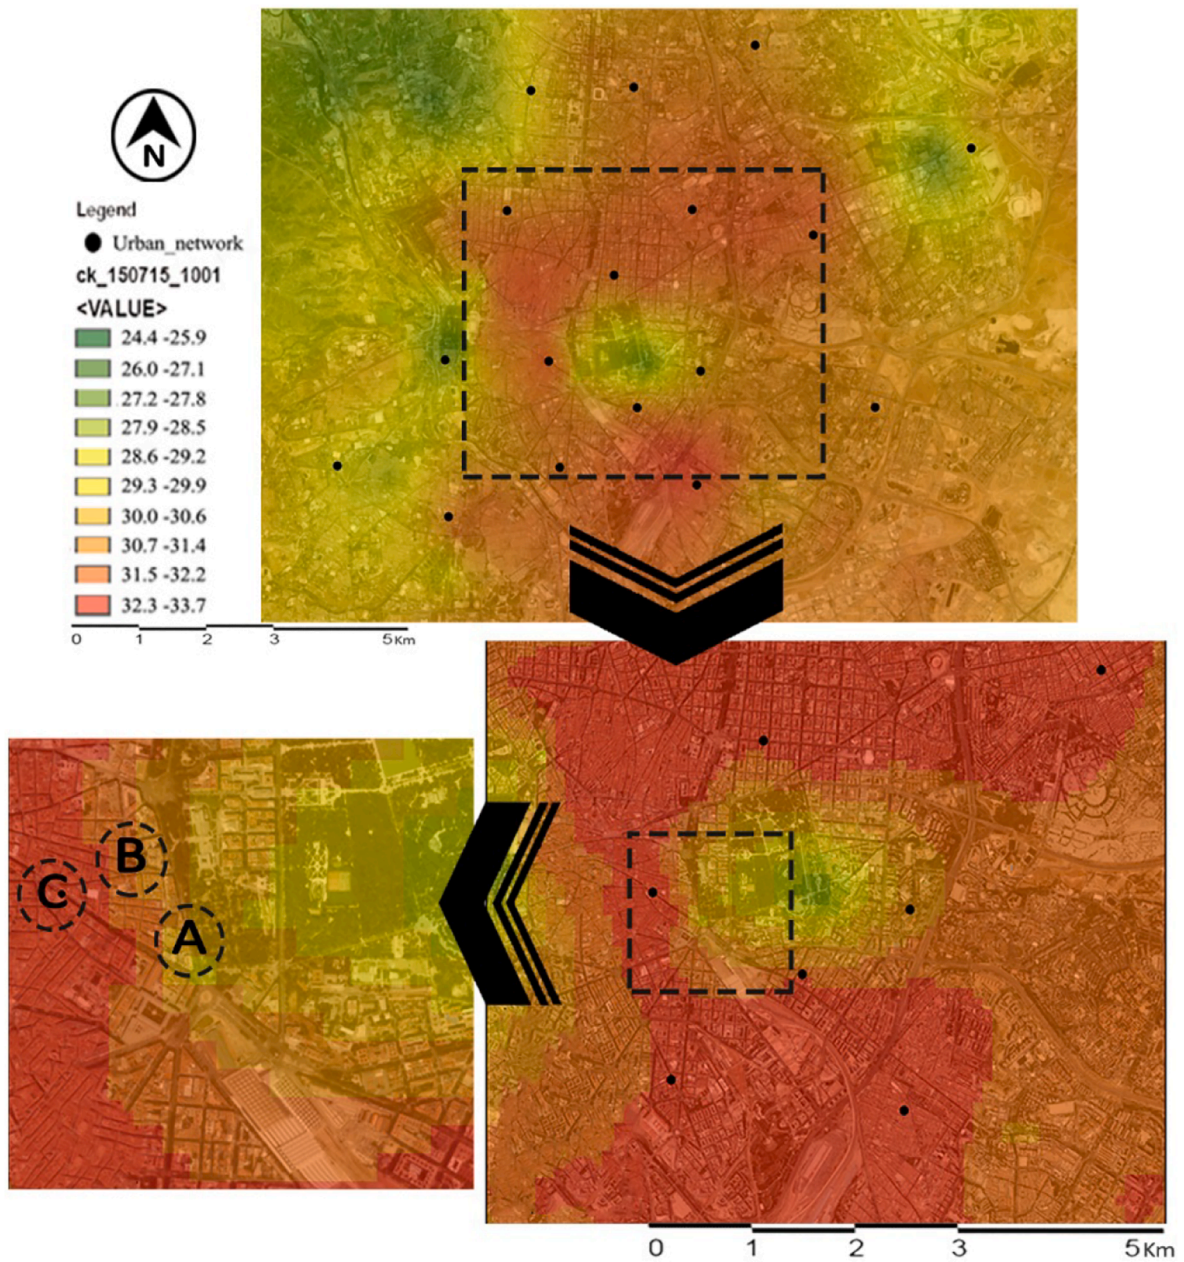 N
Legend
Urban_network
ck_150715_1001
<VALUE>
24.4 -25.9
26.0 -27.1
27.2 -27.8
27.9 -28.5
28.6 -29.2
29.3 -29.9
30.0 -30.6
30.7 -31.4
31.5 -32.2
32.3 -33.7
0 1 2 3 5Km
B
C
A
0 1 2 3 5Km